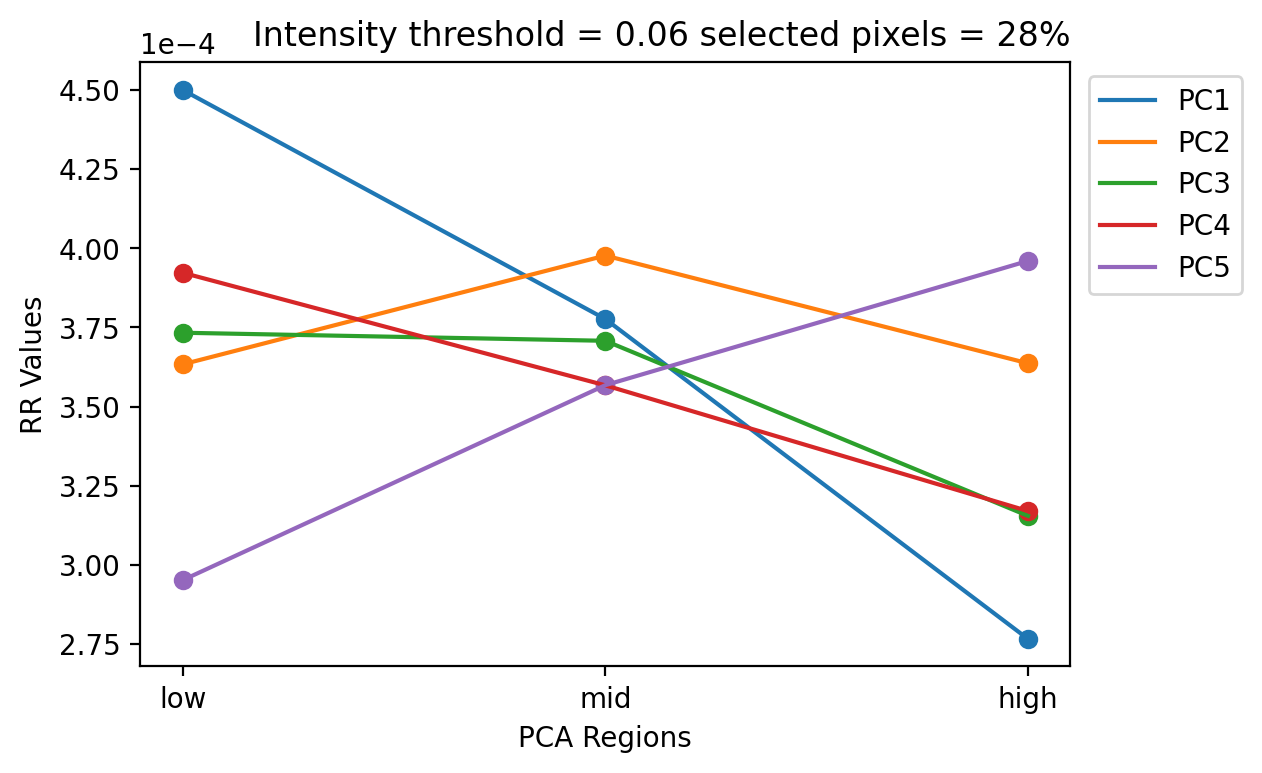 1e−4
Intensity threshold = 0.06 selected pixels = 28%
4.50
4.25
4.00
3.75
3.50
3.25
3.00
2.75
RR Values
low
mid
high
PCA Regions
PC1
PC2
PC3
PC4
PC5